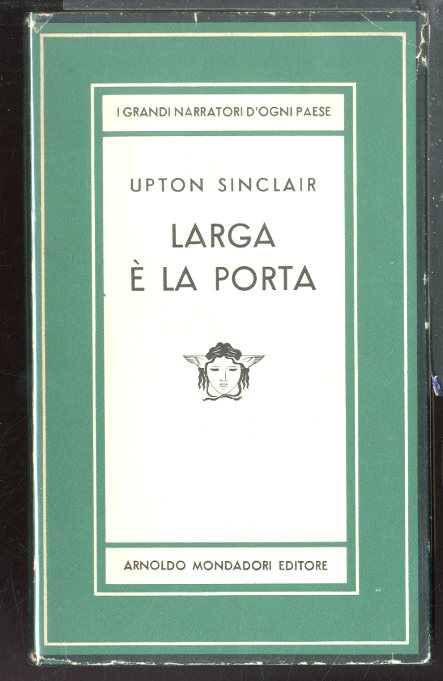 I GRANDI NARRATORI D'OGNI PAESE
UPTON SINCLAIR
LARGA
È LA PORTA
ARNOLDO MONDADORI EDITORE